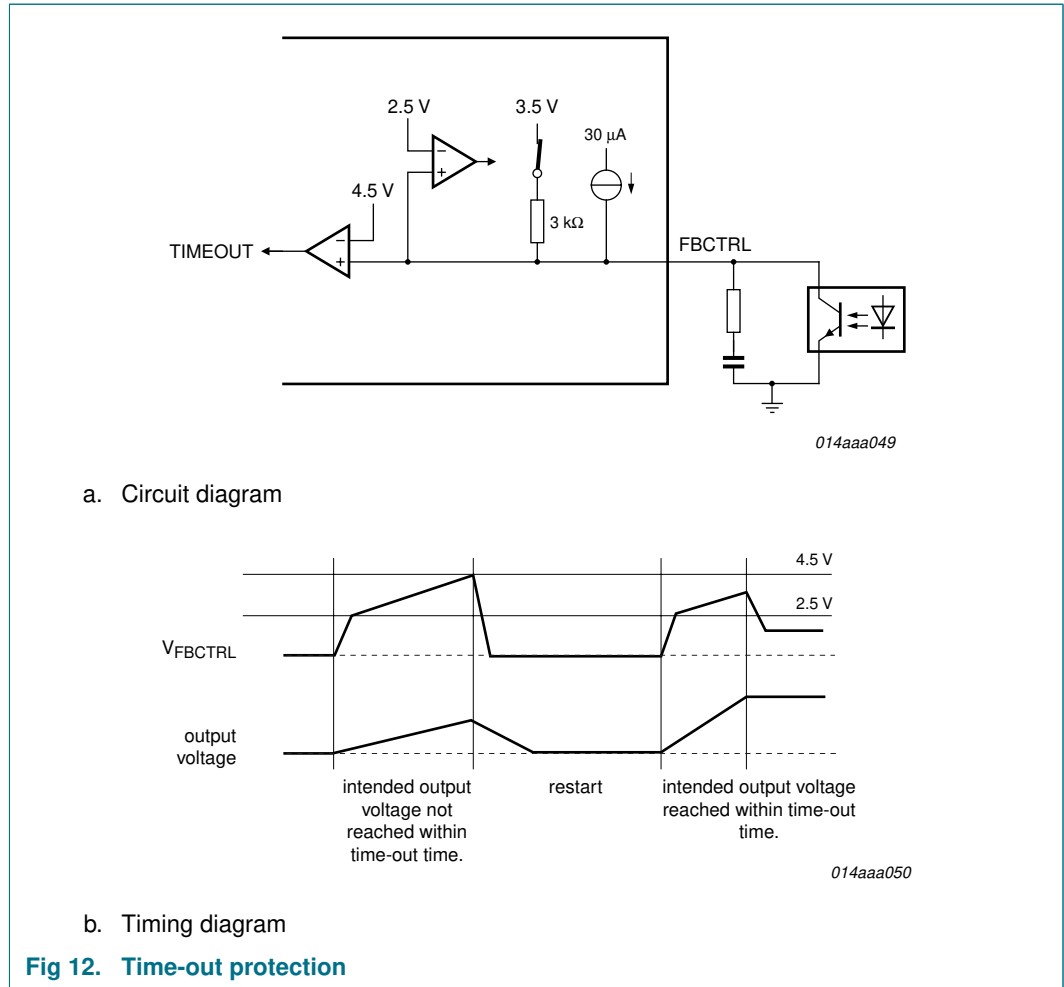 2.5 V
3.5 V
30 μA
−
+
4.5 V
3 kΩ
TIMEOUT
−
+
FBCTRL
014aaa049
a. Circuit diagram
4.5 V
2.5 V
VFBCTRL
output
voltage
intended output
voltage not
reached within
time-out time.
restart
intended output voltage
reached within time-out
time.
014aaa050
b. Timing diagram
Fig 12. Time-out protection